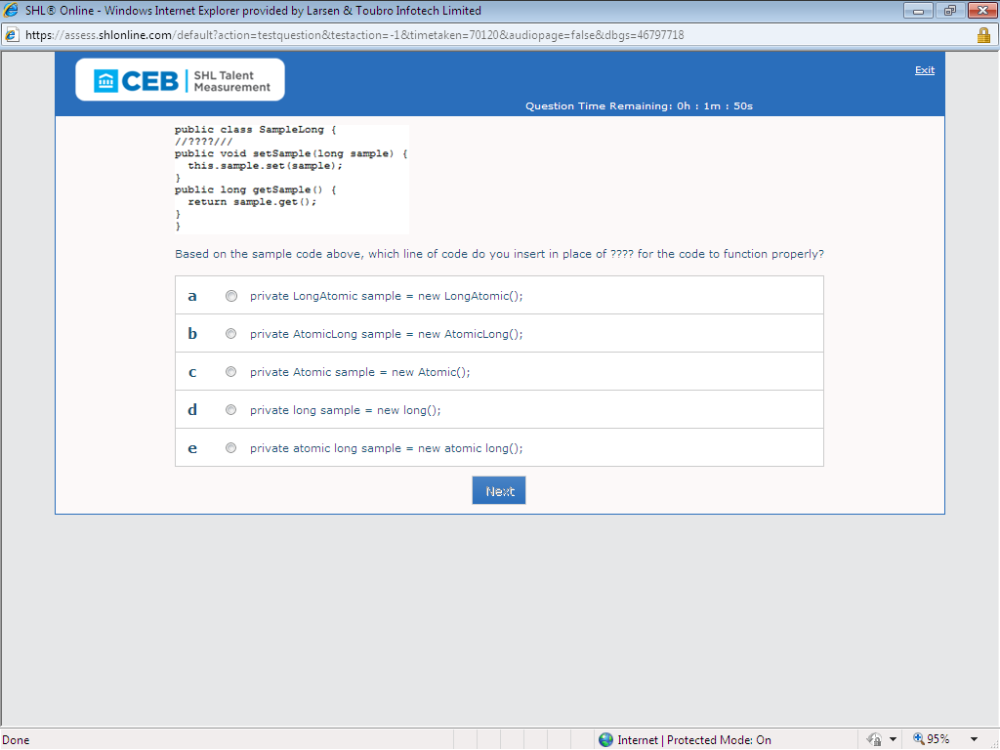 SHL® Online - Windows Internet Explorer provided by Larsen & Toubro Infotech Limited
https://assess.shlonline.com/default?action=testquestion&testaction=-1&timetaken=70120&audiopage=false&dbgs=46797718
CEB SHL Talent Measurement
Exit
Question Time Remaining: 0h : 1m : 50s
public class SampleLong {
//????///
public void setSample(long sample) {
this.sample.set(sample);
}
public long getSample() {
return sample.get();
}
}
Based on the sample code above, which line of code do you insert in place of ???? for the code to function properly?
a private LongAtomic sample = new LongAtomic();
b private AtomicLong sample = new AtomicLong();
c private Atomic sample = new Atomic();
d private long sample = new long();
e private atomic long sample = new atomic long();
Next
Done
Internet | Protected Mode: On
95%